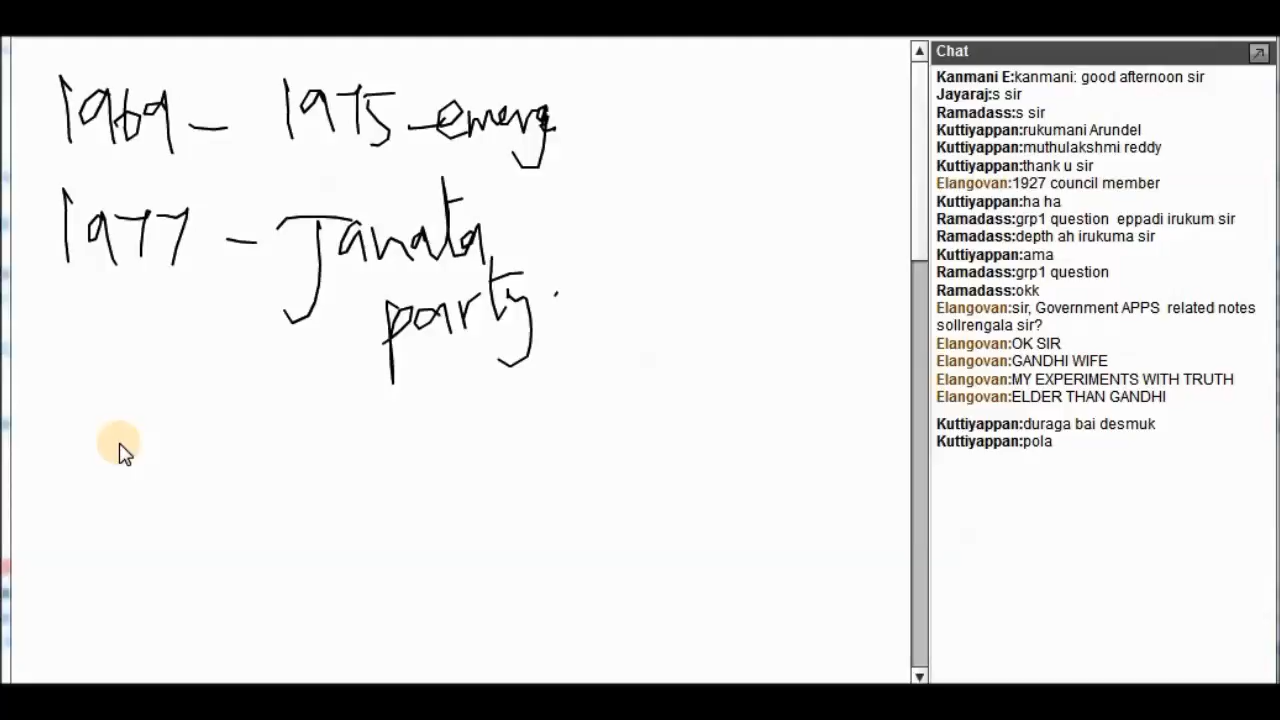 1969 - 1975 - emerg
1977 - Janata
party.
Chat
Kanmani E:kanmani: good afternoon sir
Jayaraj:s sir
Ramadass:s sir
Kuttiyappan:rukumani Arundel
Kuttiyappan:muthulakshmi reddy
Kuttiyappan:thank u sir
Elangovan:1927 council member
Kuttiyappan:ha ha
Ramadass:grp1 question  eppadi irukum sir
Ramadass:depth ah irukuma sir
Kuttiyappan:ama
Ramadass:grp1 question
Ramadass:okk
Elangovan:sir, Government APPS  related notes
sollrengala sir?
Elangovan:OK SIR
Elangovan:GANDHI WIFE
Elangovan:MY EXPERIMENTS WITH TRUTH
Elangovan:ELDER THAN GANDHI
Kuttiyappan:duraga bai desmuk
Kuttiyappan:pola